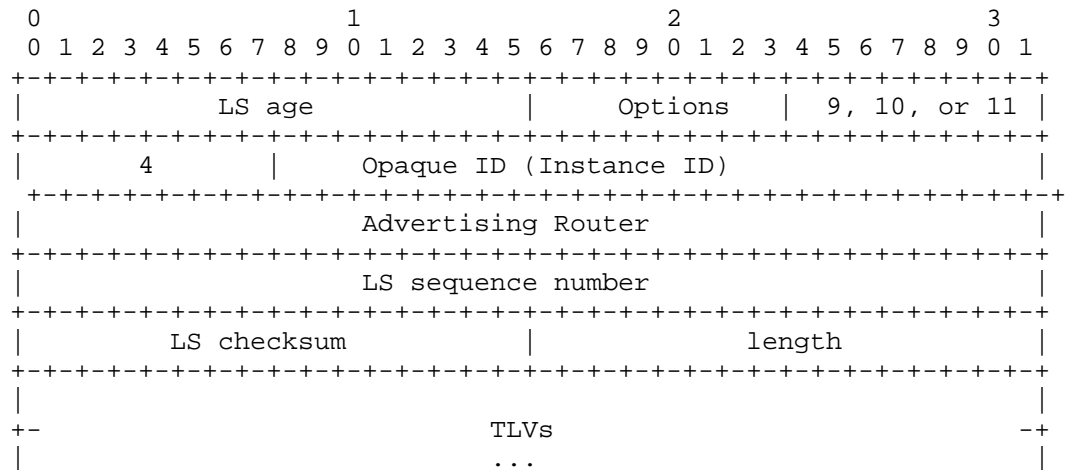 0                   1                   2                   3
 0 1 2 3 4 5 6 7 8 9 0 1 2 3 4 5 6 7 8 9 0 1 2 3 4 5 6 7 8 9 0 1
+-+-+-+-+-+-+-+-+-+-+-+-+-+-+-+-+-+-+-+-+-+-+-+-+-+-+-+-+-+-+-+-+
|            LS age             |     Options   |  9, 10, or 11 |
+-+-+-+-+-+-+-+-+-+-+-+-+-+-+-+-+-+-+-+-+-+-+-+-+-+-+-+-+-+-+-+-+
|       4       |     Opaque ID (Instance ID)                   |
 +-+-+-+-+-+-+-+-+-+-+-+-+-+-+-+-+-+-+-+-+-+-+-+-+-+-+-+-+-+-+-+-+
|                     Advertising Router                        |
+-+-+-+-+-+-+-+-+-+-+-+-+-+-+-+-+-+-+-+-+-+-+-+-+-+-+-+-+-+-+-+-+
|                     LS sequence number                        |
+-+-+-+-+-+-+-+-+-+-+-+-+-+-+-+-+-+-+-+-+-+-+-+-+-+-+-+-+-+-+-+-+
|         LS checksum           |             length            |
+-+-+-+-+-+-+-+-+-+-+-+-+-+-+-+-+-+-+-+-+-+-+-+-+-+-+-+-+-+-+-+-+
|                                                               |
+-                            TLVs                             -+
|                             ...                               |